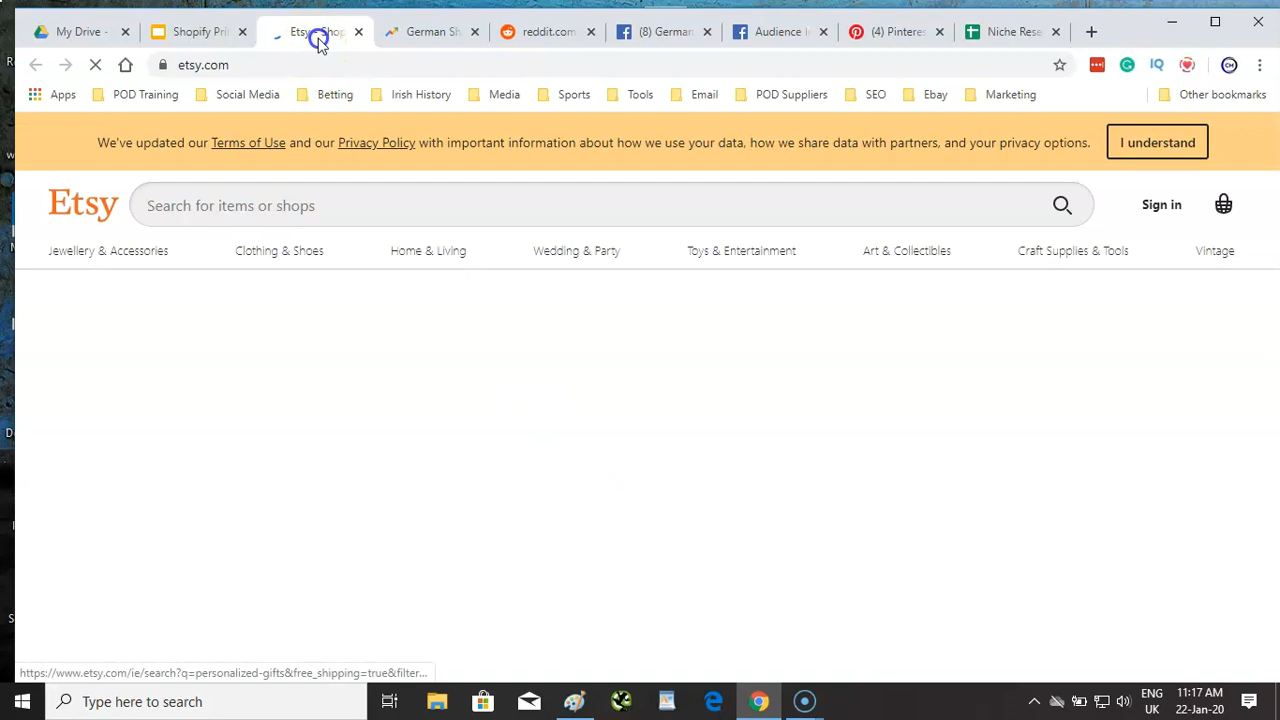 My Drive -
Shopify Pri
Etsy - Shop
German Sh
reddit.com
(8) German
Audience I
(4) Pinteres
Niche Rese
etsy.com
Apps
POD Training
Social Media
Betting
Irish History
Media
Sports
Tools
Email
POD Suppliers
SEO
Ebay
Marketing
Other bookmarks
We've updated our Terms of Use and our Privacy Policy with important information about how we use your data, how we share data with partners, and your privacy options.
I understand
Etsy
Search for items or shops
Sign in
Jewellery & Accessories
Clothing & Shoes
Home & Living
Wedding & Party
Toys & Entertainment
Art & Collectibles
Craft Supplies & Tools
Vintage
https://www.etsy.com/ie/search?q=personalized-gifts&free_shipping=true&filter...
Type here to search
ENG
UK
11:17 AM
22-Jan-20